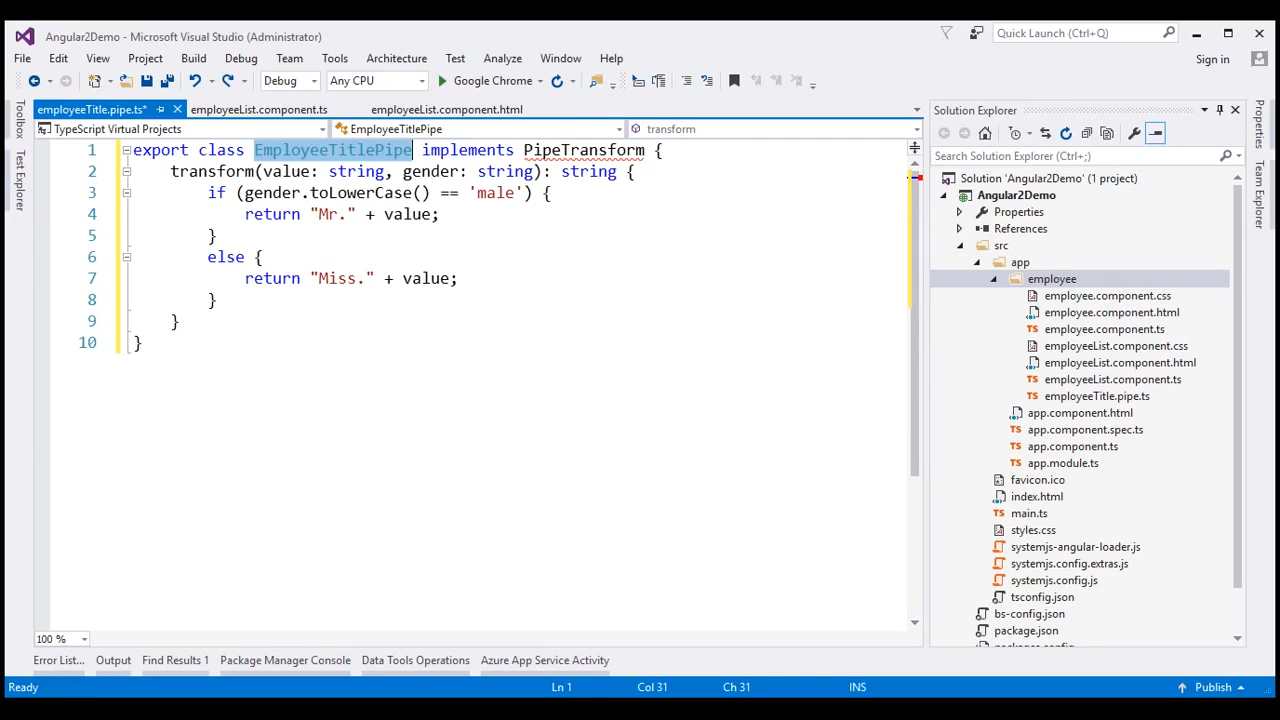 Angular2Demo - Microsoft Visual Studio (Administrator)
Quick Launch (Ctrl+Q)
File Edit View Project Build Debug Team Tools Architecture Test Analyze Window Help
Sign in
Debug Any CPU Google Chrome
Toolbox
Test Explorer
employeeTitle.pipe.ts* employeeList.component.ts employeeList.component.html
TypeScript Virtual Projects EmployeeTitlePipe transform
1 export class EmployeeTitlePipe implements PipeTransform {
2 transform(value: string, gender: string): string {
3 if (gender.toLowerCase() == 'male') {
4 return "Mr." + value;
5 }
6 else {
7 return "Miss." + value;
8 }
9 }
10 }
100 %
Solution Explorer
Search Solution Explorer (Ctrl+;)
Solution 'Angular2Demo' (1 project)
Angular2Demo
Properties
References
src
app
employee
employee.component.css
employee.component.html
TS employee.component.ts
employeeList.component.css
employeeList.component.html
TS employeeList.component.ts
TS employeeTitle.pipe.ts
app.component.html
TS app.component.spec.ts
TS app.component.ts
TS app.module.ts
favicon.ico
index.html
TS main.ts
styles.css
systemjs-angular-loader.js
systemjs.config.extras.js
systemjs.config.js
tsconfig.json
bs-config.json
package.json
Properties
Team Explorer
Error List... Output Find Results 1 Package Manager Console Data Tools Operations Azure App Service Activity
Ready Ln 1 Col 31 Ch 31 INS Publish